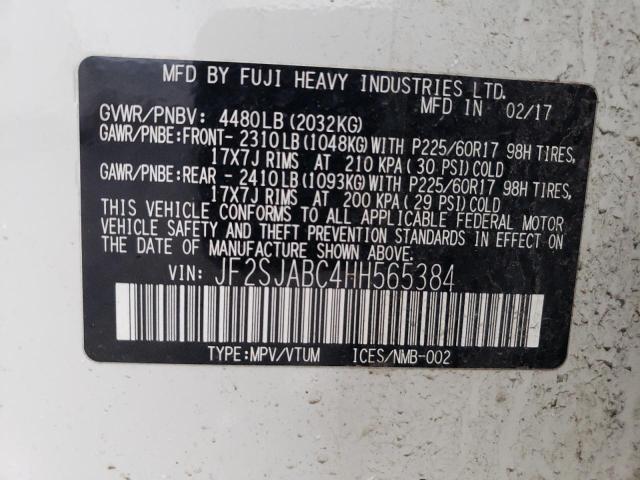 MFD BY FUJI HEAVY INDUSTRIES LTD.
MFD IN 02/17
GVWR/PNBV: 4480LB (2032KG)
GAWR/PNBE:FRONT- 2310LB (1048KG) WITH P225/60R17 98H TIRES,
17X7J RIMS AT 210 KPA ( 30 PSI) COLD
GAWR/PNBE:REAR - 2410LB (1093KG) WITH P225/60R17 98H TIRES,
17X7J RIMS AT 200 KPA ( 29 PSI) COLD
THIS VEHICLE CONFORMS TO ALL APPLICABLE FEDERAL MOTOR
VEHICLE SAFETY AND THEFT PREVENTION STANDARDS IN EFFECT ON
THE DATE OF MANUFACTURE SHOWN ABOVE.
VIN: JF2SJABC4HH565384
TYPE:MPV/VTUM ICES/NMB-002